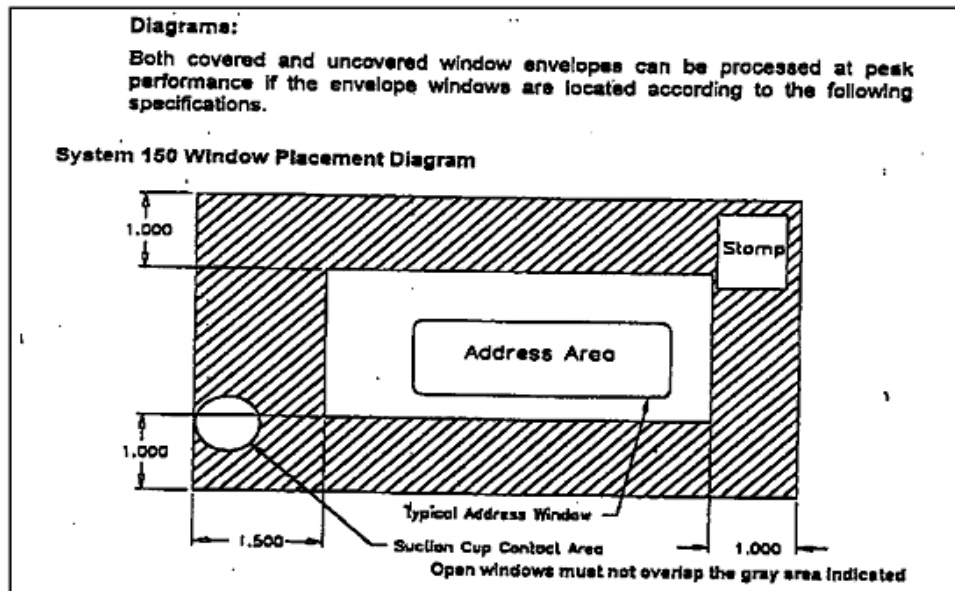 Diagrams:
Both covered and uncovered window envelopes can be processed at peak
performance if the envelope windows are located according to the following
specifications.
System 150 Window Placement Diagram
1.000
Stomp
Address Area
1.000
Typical Address Window
1.500
Suction Cup Contact Area
1.000
Open windows must not overlap the gray area indicated